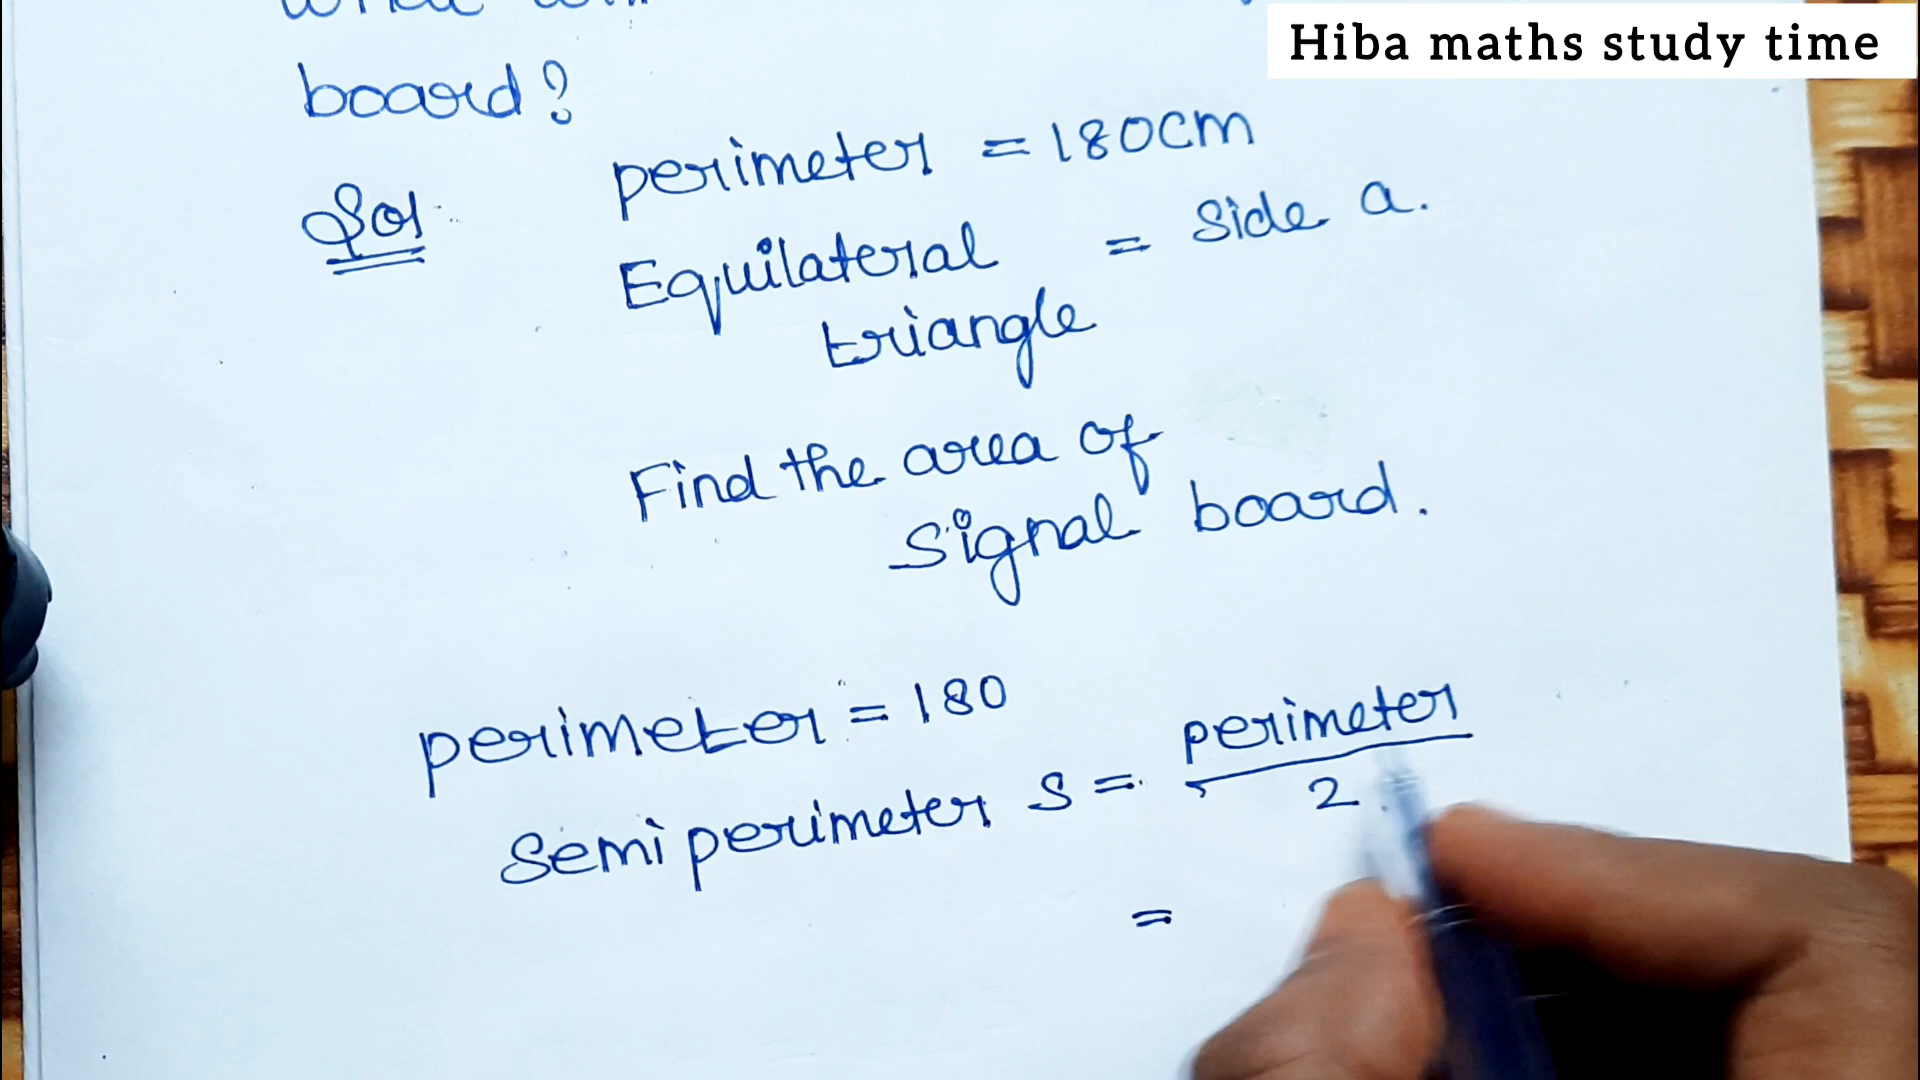 Hiba maths study time
board?
Sol perimeter = 180cm
Equilateral = Side a.
triangle
Find the area of
signal board.
perimeter = 180
Semi perimeter s = perimeter
2
=